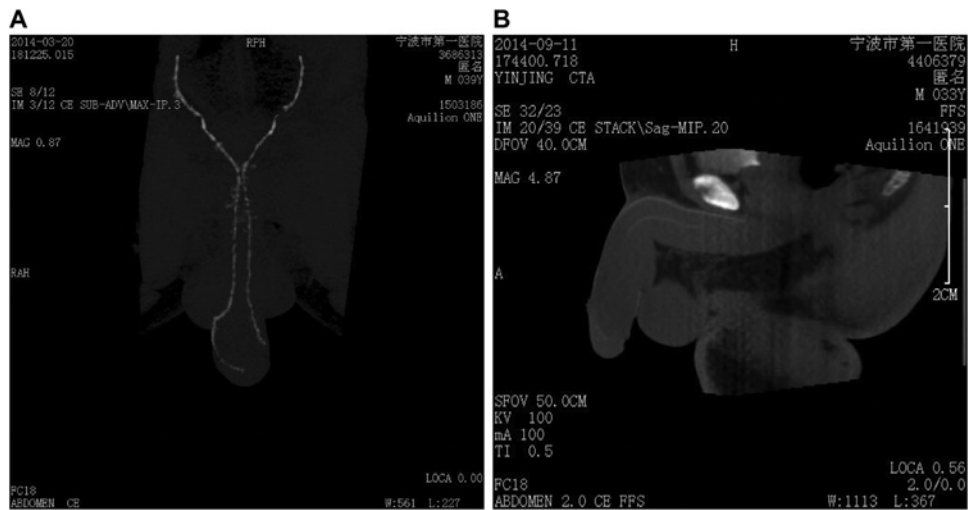 A
2014-03-20
181225.015
SE 8/12
IM 3/12 CE SUB-ADV\MAX-IP.3
MAG 0.87
RPH
宁波市第一医院
3686313
匿名
M 039Y
1503186
Aquilion ONE
RAH
LOCA 0.00
FC18
ABDOMEN CE
W:561 L:227
B
2014-09-11
174400.718
YINJING CTA
SE 32/23
IM 20/39 CE STACK\Sag-MIP.20
DFOV 40.0CM
MAG 4.87
H
宁波市第一医院
4406379
匿名
M 033Y
FFS
1641939
Aquilion ONE
A
2CM
SFOV 50.0CM
KV 100
mA 100
TI 0.5
LOCA 0.56
FC18
2.0/0.0
ABDOMEN 2.0 CE FFS
W:1113 L:367